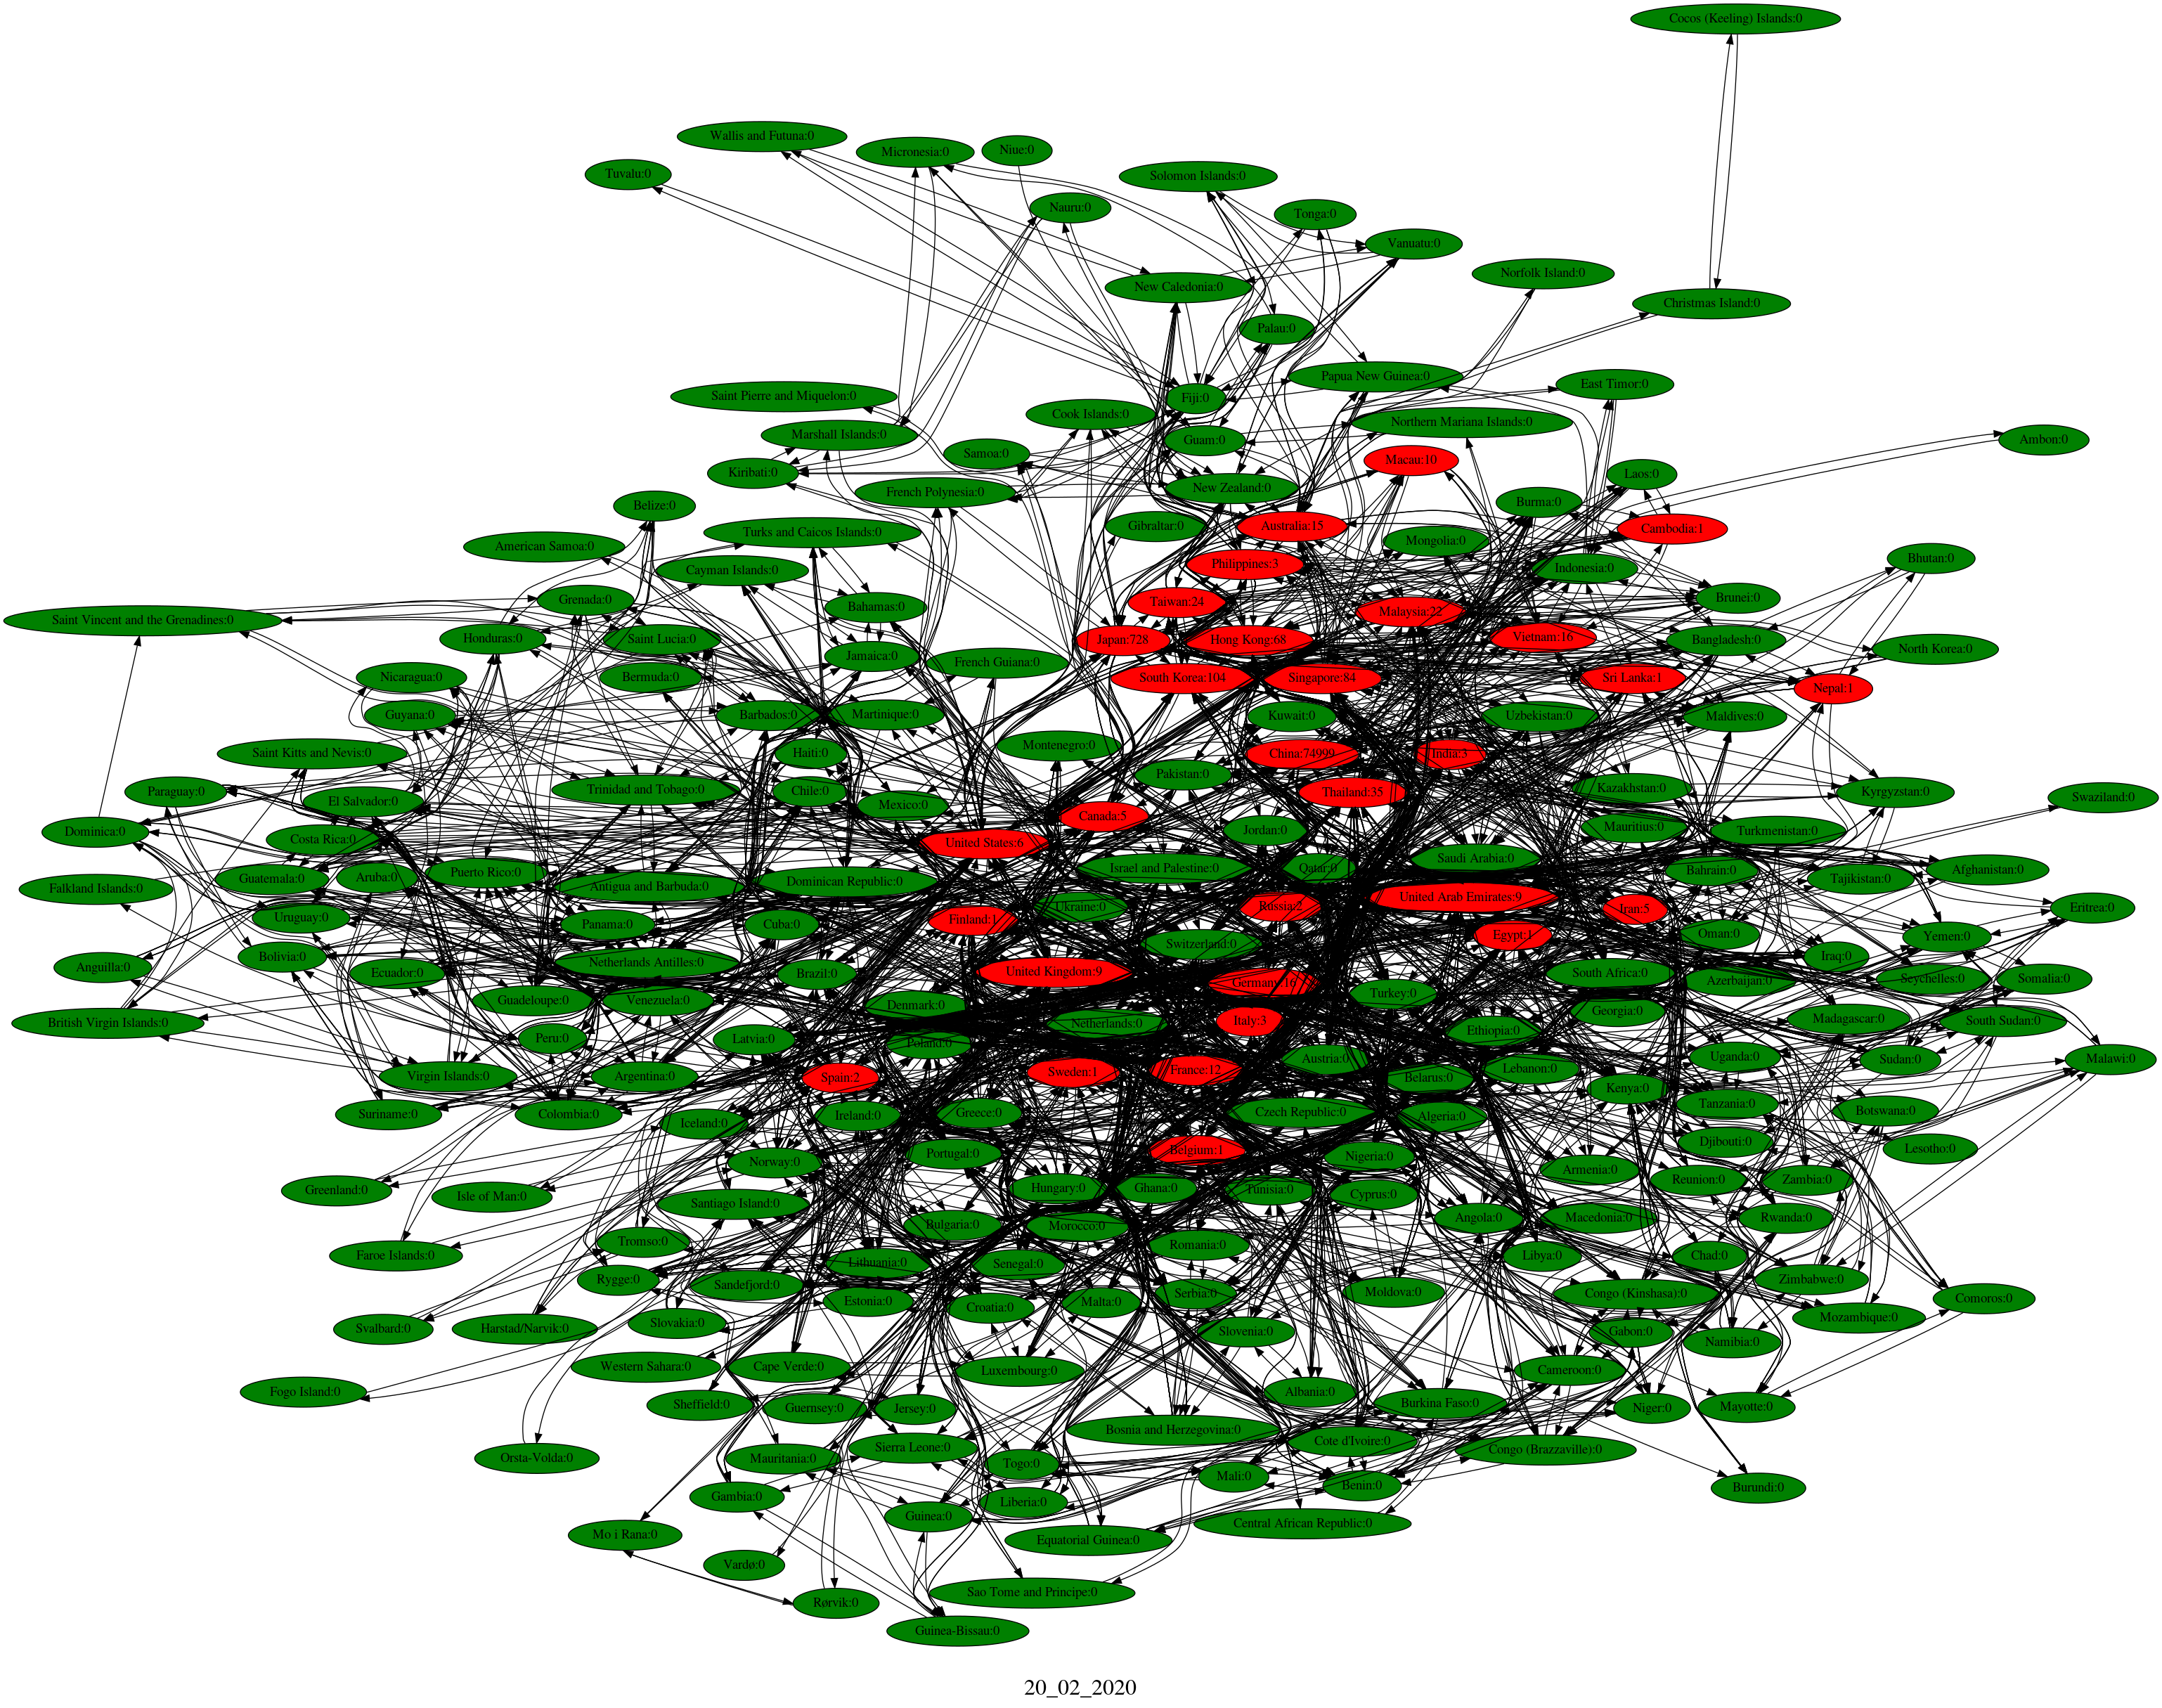 Cocos (Keeling) Islands:0
Wallis and Futuna:0
Micronesia:0
Niue:0
Tuvalu:0
Solomon Islands:0
Nauru:0
Tonga:0
Vanuatu:0
Norfolk Island:0
New Caledonia:0
Christmas Island:0
Palau:0
Papua New Guinea:0
East Timor:0
Saint Pierre and Miquelon:0
Fiji:0
Cook Islands:0
Northern Mariana Islands:0
Marshall Islands:0
Guam:0
Ambon:0
Samoa:0
Macau:10
Kiribati:0
Laos:0
French Polynesia:0
New Zealand:0
Burma:0
Belize:0
Turks and Caicos Islands:0
Gibraltar:0
Australia:15
Cambodia:1
American Samoa:0
Mongolia:0
Cayman Islands:0
Philippines:3
Indonesia:0
Bhutan:0
Grenada:0
Bahamas:0
Taiwan:24
Malaysia:22
Brunei:0
Saint Vincent and the Grenadines:0
Honduras:0
Saint Lucia:0
Japan:728
Hong Kong:68
Vietnam:16
Bangladesh:0
North Korea:0
Jamaica:0
French Guiana:0
Nicaragua:0
Bermuda:0
South Korea:104
Singapore:84
Sri Lanka:1
Nepal:1
Guyana:0
Barbados:0
Martinique:0
Kuwait:0
Uzbekistan:0
Maldives:0
Saint Kitts and Nevis:0
Haiti:0
Montenegro:0
China:74999
India:3
Paraguay:0
El Salvador:0
Trinidad and Tobago:0
Chile:0
Mexico:0
Pakistan:0
Thailand:35
Kazakhstan:0
Kyrgyzstan:0
Swaziland:0
Dominica:0
Costa Rica:0
Canada:5
United States:6
Jordan:0
Mauritius:0
Turkmenistan:0
Falkland Islands:0
Guatemala:0
Aruba:0
Puerto Rico:0
Antigua and Barbuda:0
Dominican Republic:0
Israel and Palestine:0
Qatar:0
Saudi Arabia:0
Bahrain:0
Tajikistan:0
Afghanistan:0
Uruguay:0
Panama:0
Cuba:0
Finland:1
Ukraine:0
Russia:2
United Arab Emirates:9
Iran:5
Eritrea:0
Anguilla:0
Bolivia:0
Ecuador:0
Netherlands Antilles:0
Brazil:0
United Kingdom:9
Switzerland:0
Egypt:1
Oman:0
Yemen:0
Iraq:0
British Virgin Islands:0
Guadeloupe:0
Venezuela:0
Denmark:0
Germany:16
Turkey:0
South Africa:0
Azerbaijan:0
Seychelles:0
Somalia:0
Peru:0
Latvia:0
Poland:0
Netherlands:0
Italy:3
Ethiopia:0
Georgia:0
Madagascar:0
South Sudan:0
Virgin Islands:0
Argentina:0
Spain:2
Sweden:1
France:12
Austria:0
Belarus:0
Lebanon:0
Uganda:0
Sudan:0
Malawi:0
Suriname:0
Colombia:0
Iceland:0
Ireland:0
Greece:0
Czech Republic:0
Algeria:0
Kenya:0
Tanzania:0
Botswana:0
Greenland:0
Isle of Man:0
Norway:0
Portugal:0
Belgium:1
Nigeria:0
Armenia:0
Djibouti:0
Lesotho:0
Santiago Island:0
Hungary:0
Ghana:0
Tunisia:0
Cyprus:0
Reunion:0
Zambia:0
Faroe Islands:0
Tromso:0
Bulgaria:0
Morocco:0
Romania:0
Angola:0
Macedonia:0
Rwanda:0
Rygge:0
Sandefjord:0
Lithuania:0
Senegal:0
Libya:0
Chad:0
Zimbabwe:0
Svalbard:0
Harstad/Narvik:0
Slovakia:0
Estonia:0
Croatia:0
Malta:0
Serbia:0
Moldova:0
Congo (Kinshasa):0
Mozambique:0
Comoros:0
Slovenia:0
Gabon:0
Namibia:0
Western Sahara:0
Cape Verde:0
Luxembourg:0
Cameroon:0
Fogo Island:0
Sheffield:0
Guernsey:0
Jersey:0
Albania:0
Burkina Faso:0
Niger:0
Mayotte:0
Orsta-Volda:0
Mauritania:0
Sierra Leone:0
Bosnia and Herzegovina:0
Cote d'Ivoire:0
Congo (Brazzaville):0
Togo:0
Mali:0
Benin:0
Burundi:0
Gambia:0
Liberia:0
Guinea:0
Mo i Rana:0
Equatorial Guinea:0
Central African Republic:0
Vardø:0
Rørvik:0
Sao Tome and Principe:0
Guinea-Bissau:0
20_02_2020